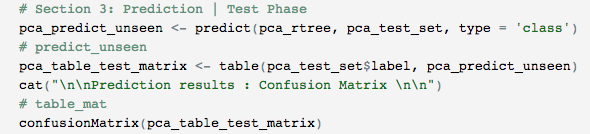 # Section 3: Prediction | Test Phase
pca_predict_unseen <- predict(pca_rtree, pca_test_set, type = 'class')
# predict_unseen
pca_table_test_matrix <- table(pca_test_set$label, pca_predict_unseen)
cat("\n\nPrediction results : Confusion Matrix \n\n")
# table_mat
confusionMatrix(pca_table_test_matrix)